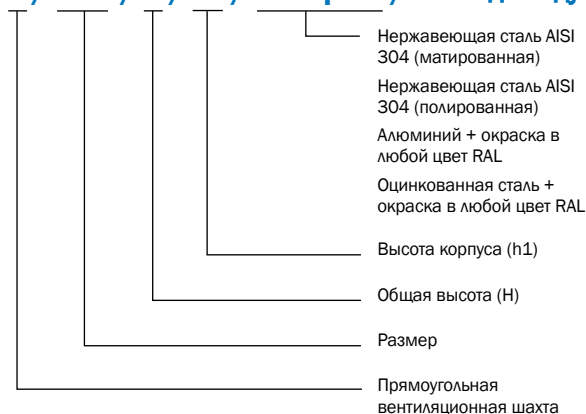 Нержавеющая сталь AISI
304 (матированная)
Нержавеющая сталь AISI
304 (полированная)
Алюминий + окраска в
любой цвет RAL
Оцинкованная сталь +
окраска в любой цвет RAL
Высота корпуса (h1)
Общая высота (H)
Размер
Прямоугольная
вентиляционная шахта